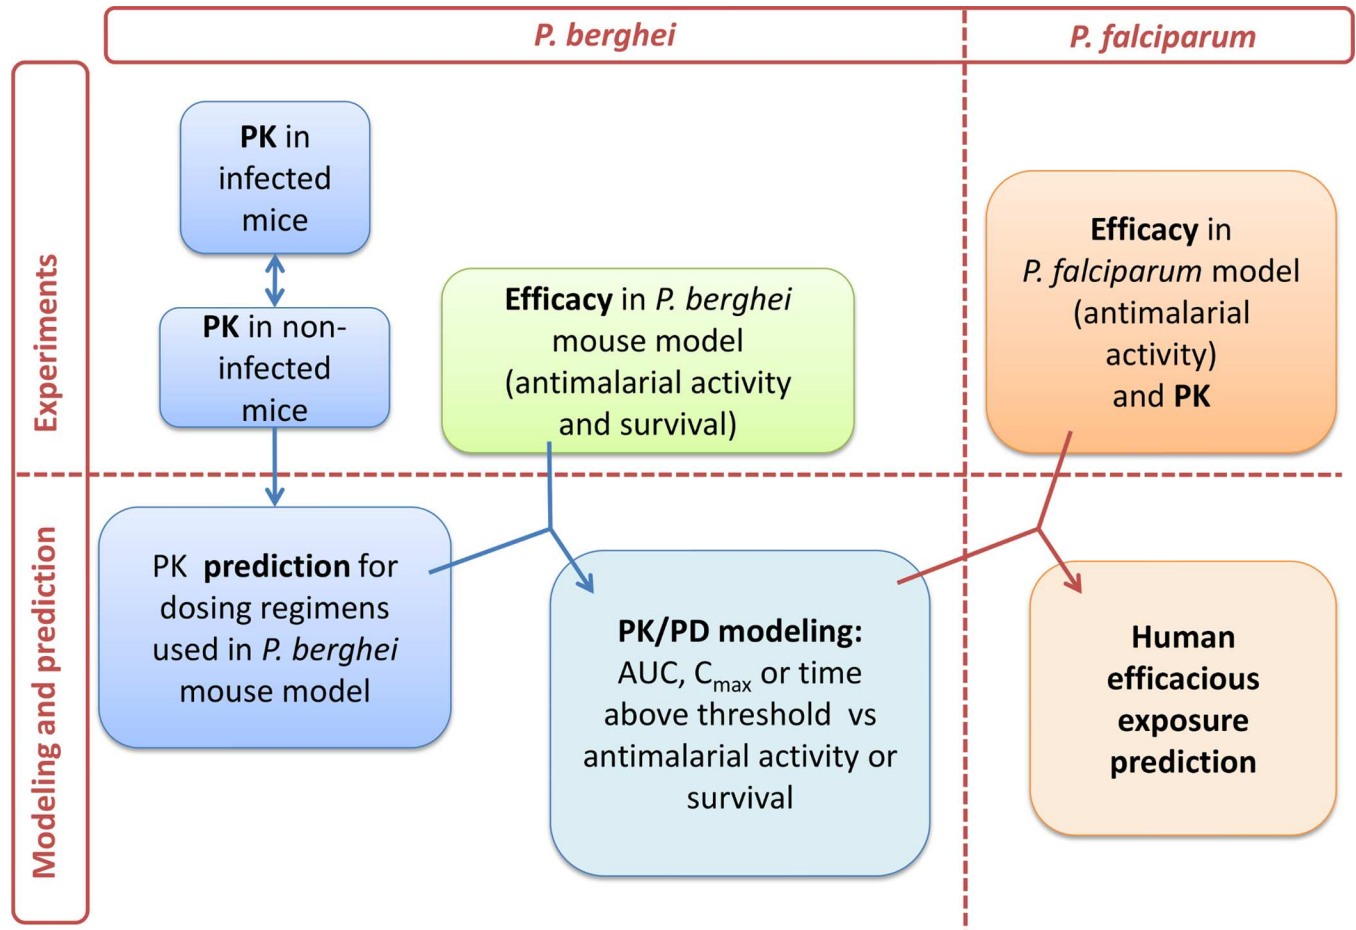 P. berghei
P. falciparum
Experiments
Modeling and prediction
PK in
infected
mice
PK in non-
infected
mice
Efficacy in P. berghei
mouse model
(antimalarial activity
and survival)
Efficacy in
P. falciparum model
(antimalarial
activity)
and PK
PK prediction for
dosing regimens
used in P. berghei
mouse model
PK/PD modeling:
AUC, Cmax or time
above threshold vs
antimalarial activity or
survival
Human
efficacious
exposure
prediction